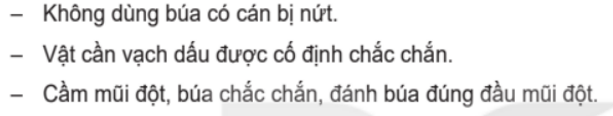 – Không dùng búa có cán bị nứt.
– Vật cần vạch dấu được cố định chắc chắn.
– Cầm mũi đột, búa chắc chắn, đánh búa đúng đầu mũi đột.